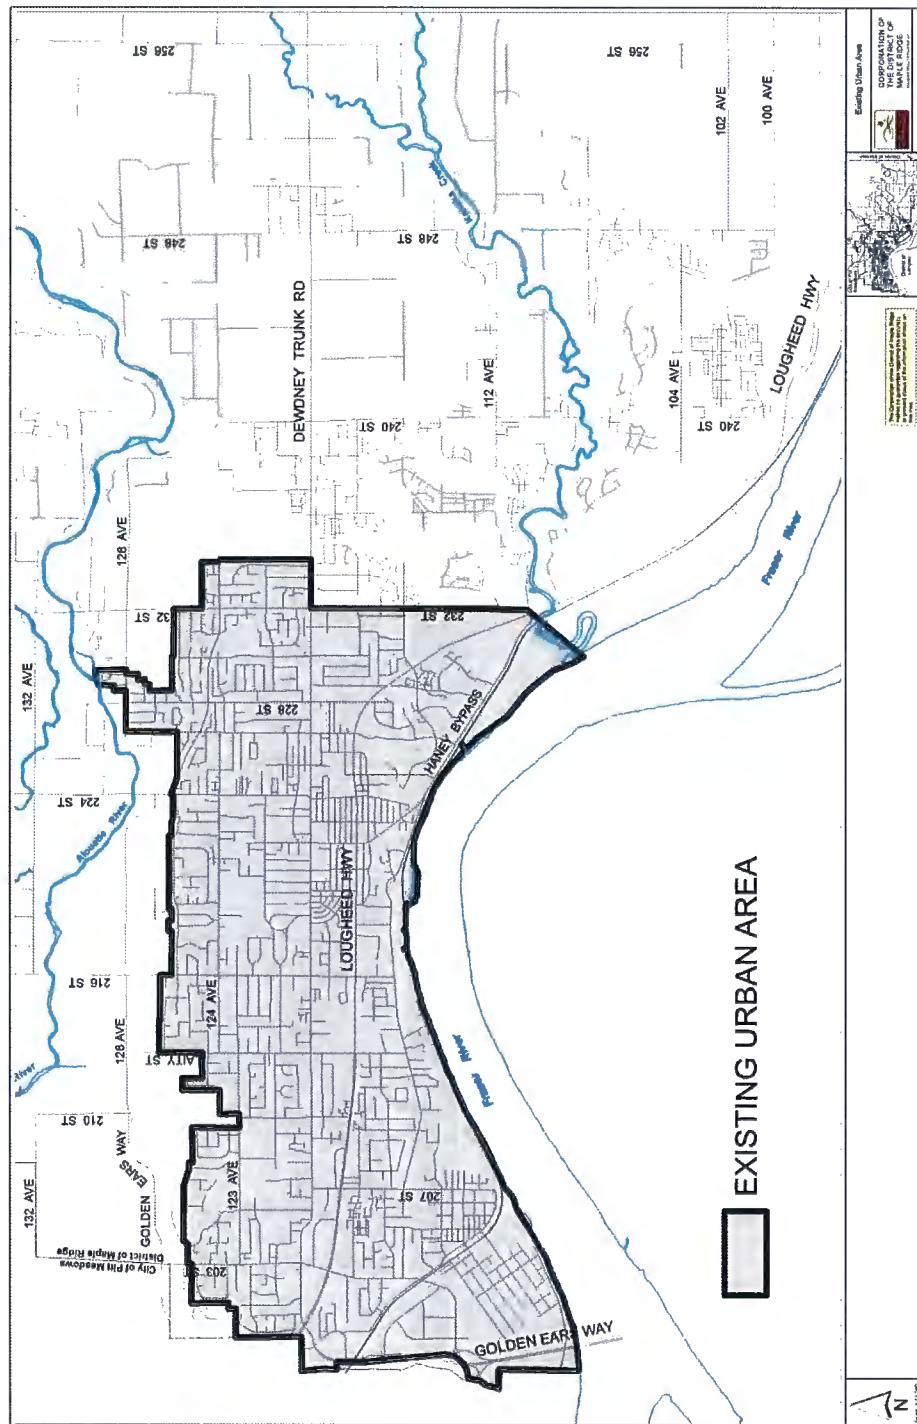 256 ST
256 ST
248 ST
248 ST
240 ST
240 ST
232 ST
228 ST
224 ST
216 ST
210 ST
207 ST
203 ST
132 AVE
132 AVE
128 AVE
128 AVE
124 AVE
123 AVE
112 AVE
104 AVE
102 AVE
100 AVE
DEWDNEY TRUNK RD
LOUGHEED HWY
LOUGHEED HWY
HANEY BYPASS
GOLDEN EARS WAY
GOLDEN EARS WAY
City of Pitt Meadows
District of Maple Ridge
Alouette River
River
Kanaka Creek
Fraser River
Fraser River
EXISTING URBAN AREA
Existing Urban Area
CORPORATION OF
THE DISTRICT OF
MAPLE RIDGE
N